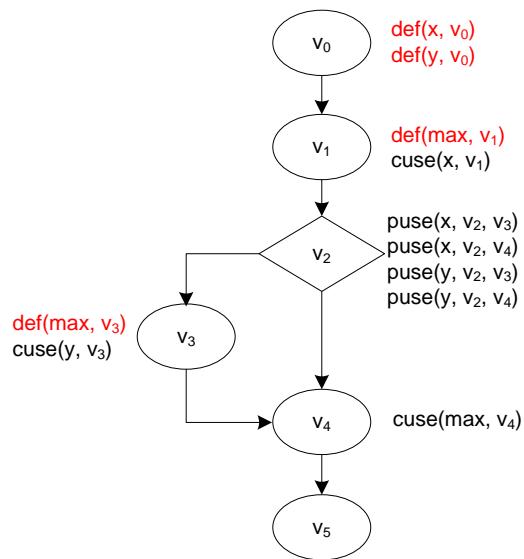 v₀
def(x, v₀)
def(y, v₀)
v₁
def(max, v₁)
cuse(x, v₁)
v₂
puse(x, v₂, v₃)
puse(x, v₂, v₄)
puse(y, v₂, v₃)
puse(y, v₂, v₄)
def(max, v₃)
cuse(y, v₃)
v₃
v₄
cuse(max, v₄)
v₅